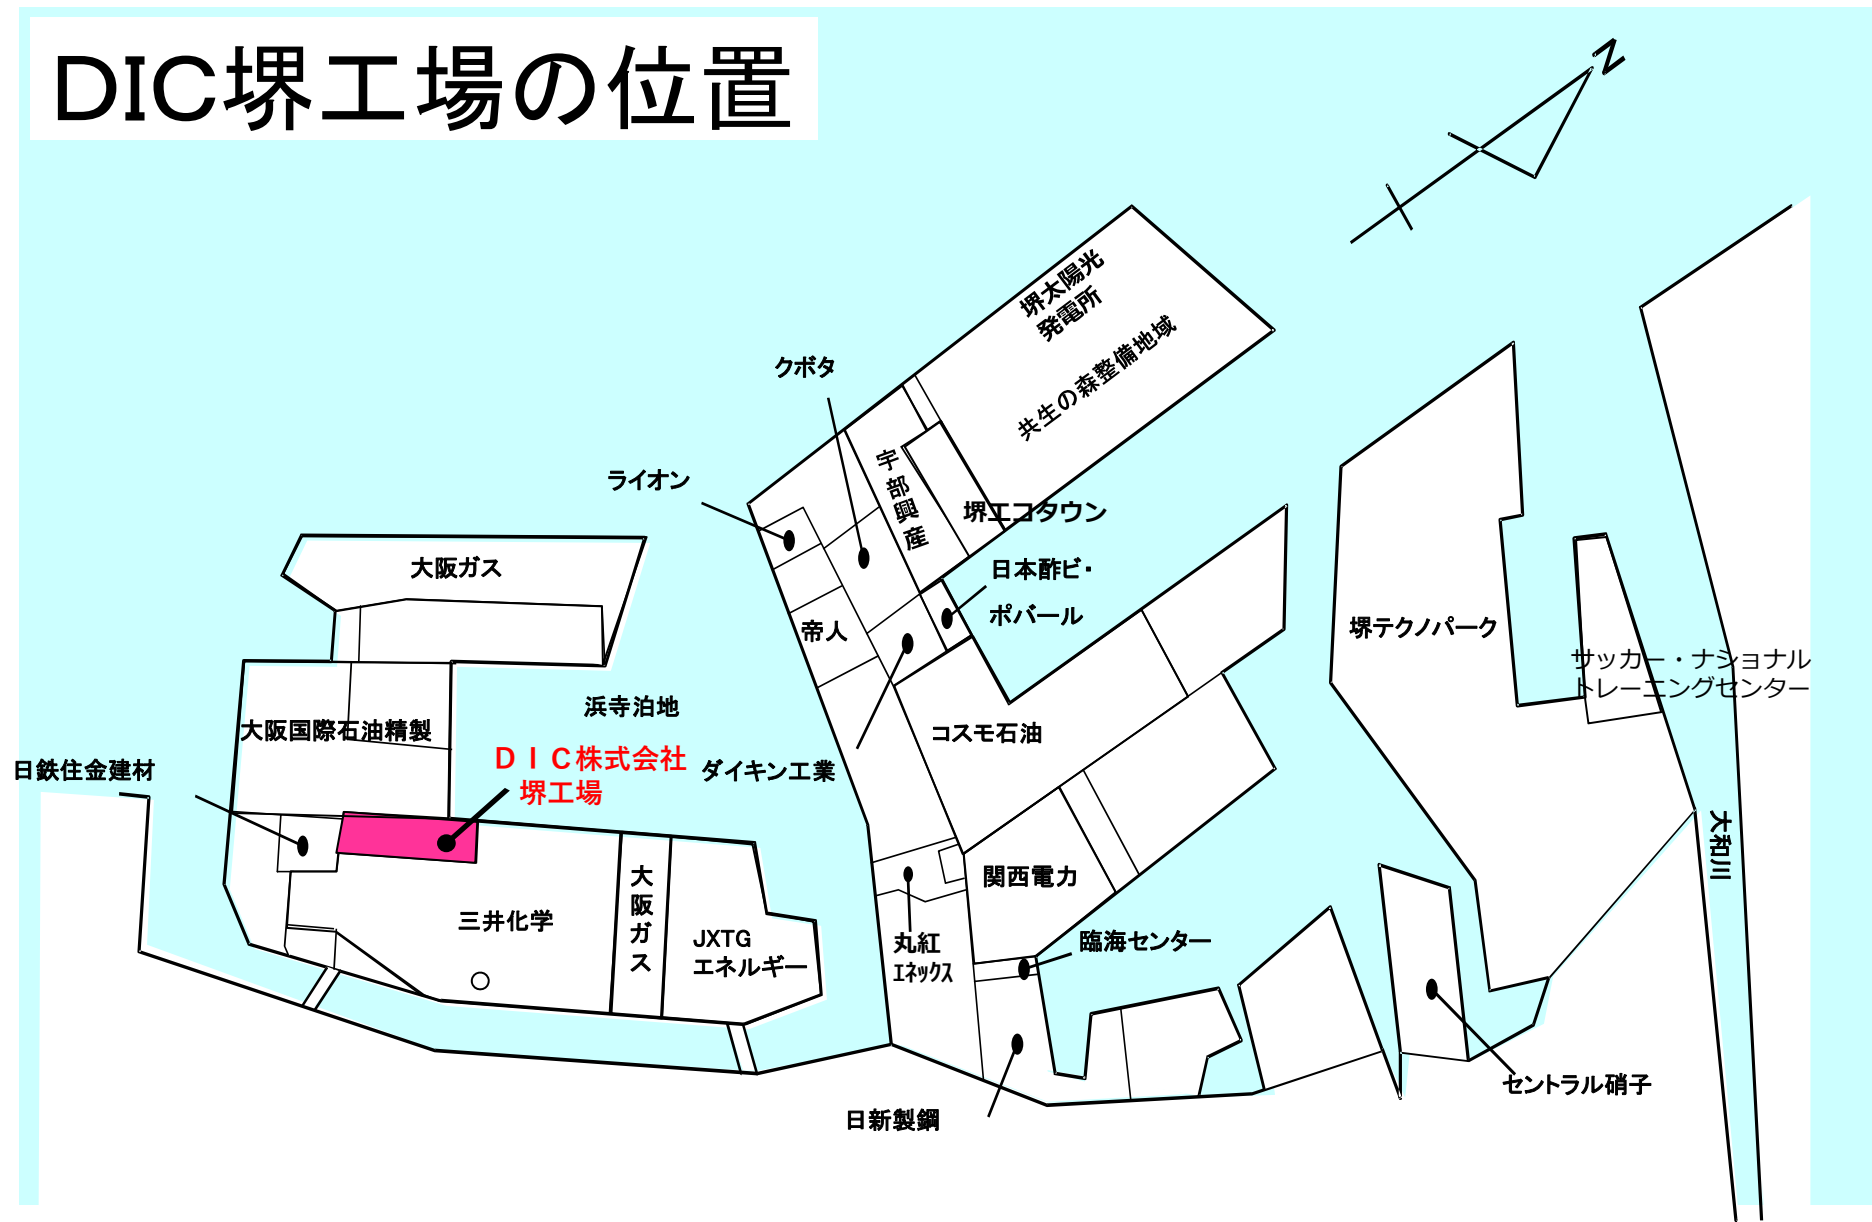 DIC堺工場の位置
N
堺太陽光
発電所
共生の森整備地域
クボタ
ライオン
宇部興産
堺エコタウン
大阪ガス
日本酢ビ・
ポバール
帝人
堺テクノパーク
サッカー・ナショナル
トレーニングセンター
浜寺泊地
大阪国際石油精製
コスモ石油
ＤＩＣ株式会社
堺工場
ダイキン工業
日鉄住金建材
大和川
大阪ガス
関西電力
三井化学
JXTG
エネルギー
丸紅
エネックス
臨海センター
セントラル硝子
日新製鋼